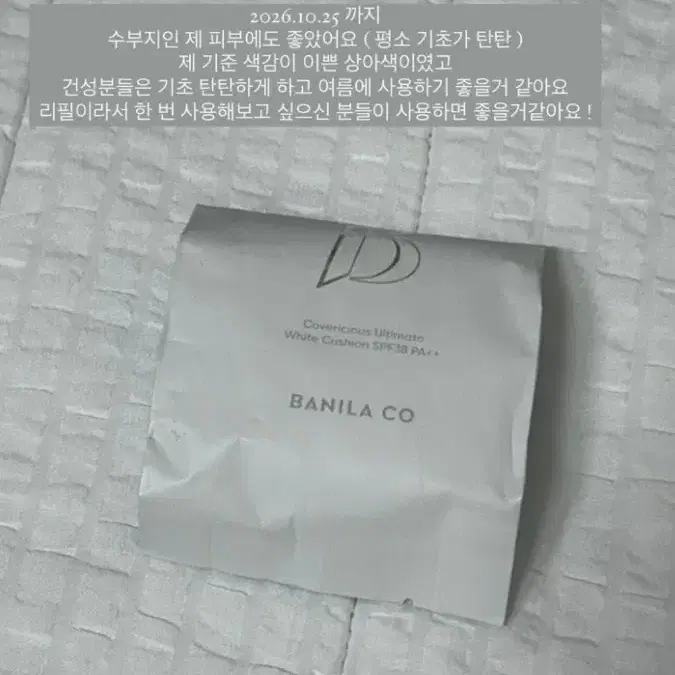 2026.10.25 까지
수부지인 제 피부에도 좋았어요 ( 평소 기초가 탄탄 )
제 기준 색감이 이쁜 상아색이였고
건성분들은 기초 탄탄하게 하고 여름에 사용하기 좋을거 같아요
리필이라서 한 번 사용해보고 싶으신 분들이 사용하면 좋을거같아요 !
Covericious Ultimate
White Cushion SPF38 PA++
BANILA CO